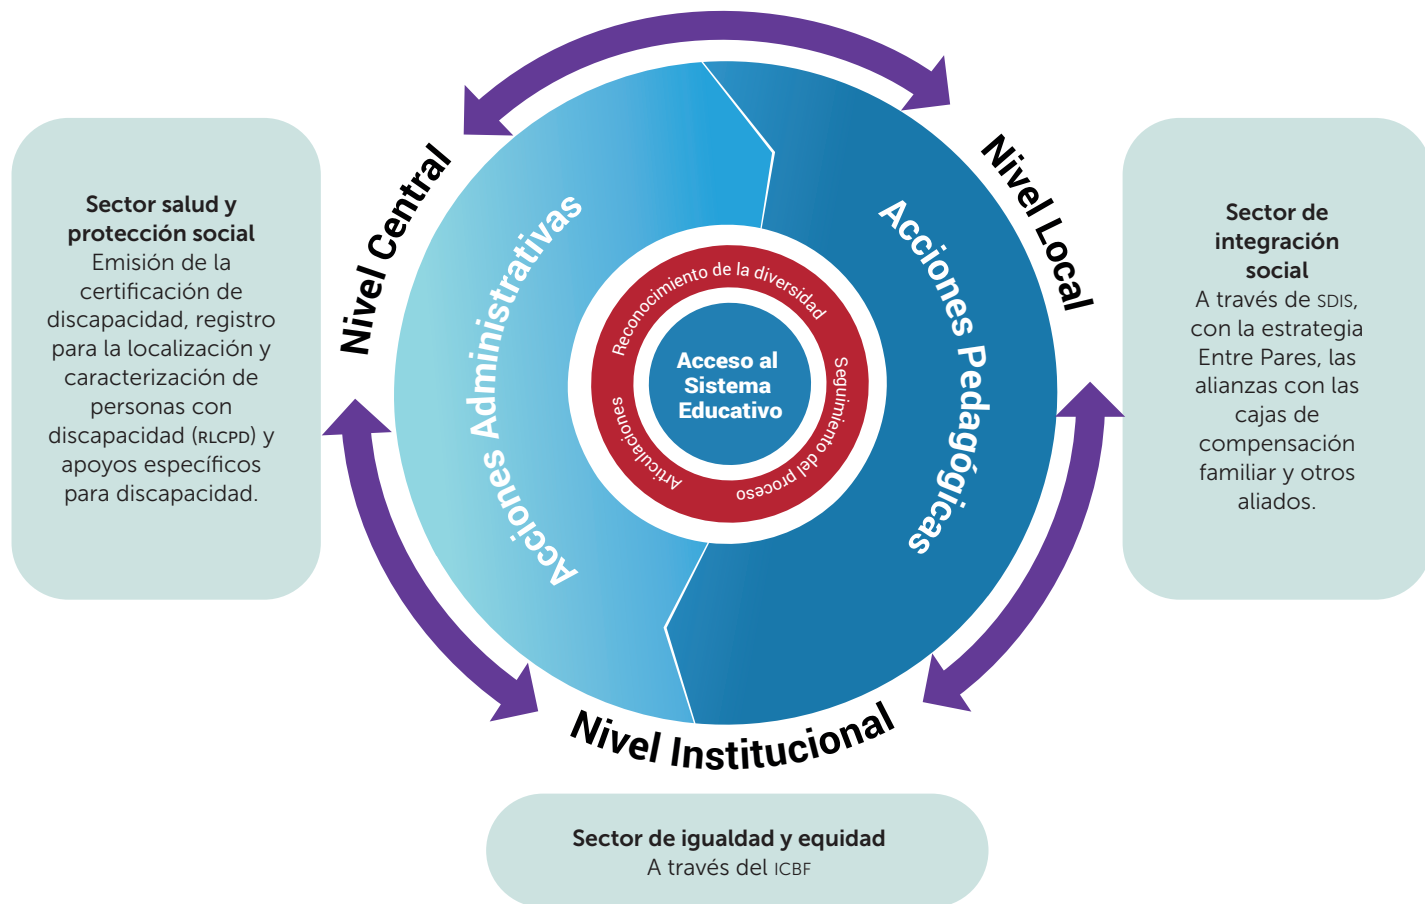 Nivel Central
Nivel Local
Nivel Institucional
Acciones Administrativas
Acciones Pedagógicas
Reconocimiento de la diversidad
Seguimiento del proceso
Articulaciones
Acceso al
Sistema
Educativo
Sector salud y
protección social
Emisión de la
certificación de
discapacidad, registro
para la localización y
caracterización de
personas con
discapacidad (RLCPD) y
apoyos específicos
para discapacidad.
Sector de
integración
social
A través de SDIS,
con la estrategia
Entre Pares, las
alianzas con las
cajas de
compensación
familiar y otros
aliados.
Sector de igualdad y equidad
A través del ICBF